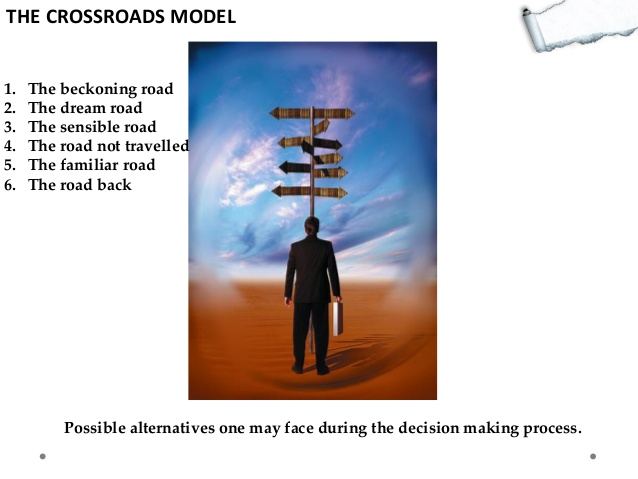 THE CROSSROADS MODEL
1. The beckoning road
2. The dream road
3. The sensible road
4. The road not travelled
5. The familiar road
6. The road back
Possible alternatives one may face during the decision making process.